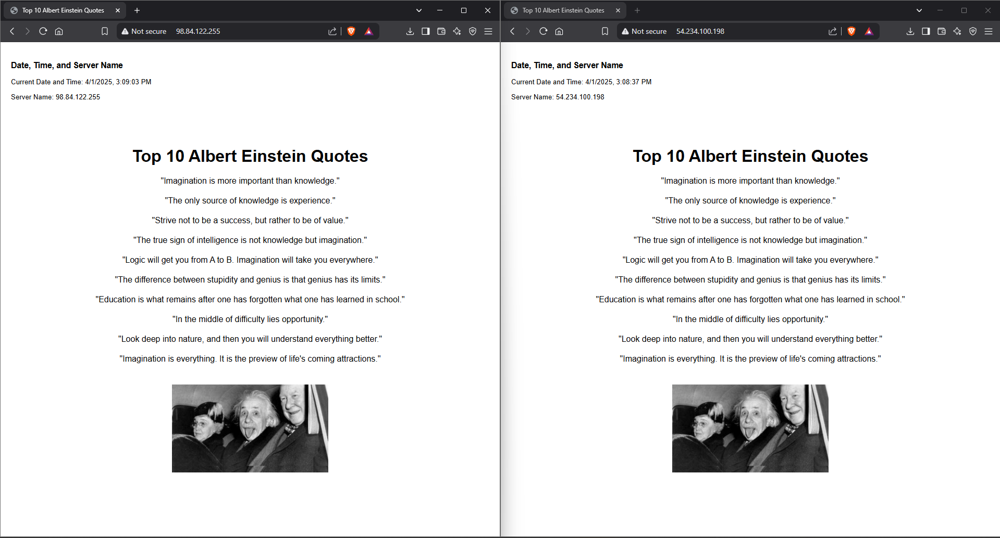 Top 10 Albert Einstein Quotes
Not secure 98.84.122.255
Date, Time, and Server Name
Current Date and Time: 4/1/2025, 3:09:03 PM
Server Name: 98.84.122.255
Top 10 Albert Einstein Quotes
"Imagination is more important than knowledge."
"The only source of knowledge is experience."
"Strive not to be a success, but rather to be of value."
"The true sign of intelligence is not knowledge but imagination."
"Logic will get you from A to B. Imagination will take you everywhere."
"The difference between stupidity and genius is that genius has its limits."
"Education is what remains after one has forgotten what one has learned in school."
"In the middle of difficulty lies opportunity."
"Look deep into nature, and then you will understand everything better."
"Imagination is everything. It is the preview of life's coming attractions."
Top 10 Albert Einstein Quotes
Not secure 54.234.100.198
Date, Time, and Server Name
Current Date and Time: 4/1/2025, 3:08:37 PM
Server Name: 54.234.100.198
Top 10 Albert Einstein Quotes
"Imagination is more important than knowledge."
"The only source of knowledge is experience."
"Strive not to be a success, but rather to be of value."
"The true sign of intelligence is not knowledge but imagination."
"Logic will get you from A to B. Imagination will take you everywhere."
"The difference between stupidity and genius is that genius has its limits."
"Education is what remains after one has forgotten what one has learned in school."
"In the middle of difficulty lies opportunity."
"Look deep into nature, and then you will understand everything better."
"Imagination is everything. It is the preview of life's coming attractions."